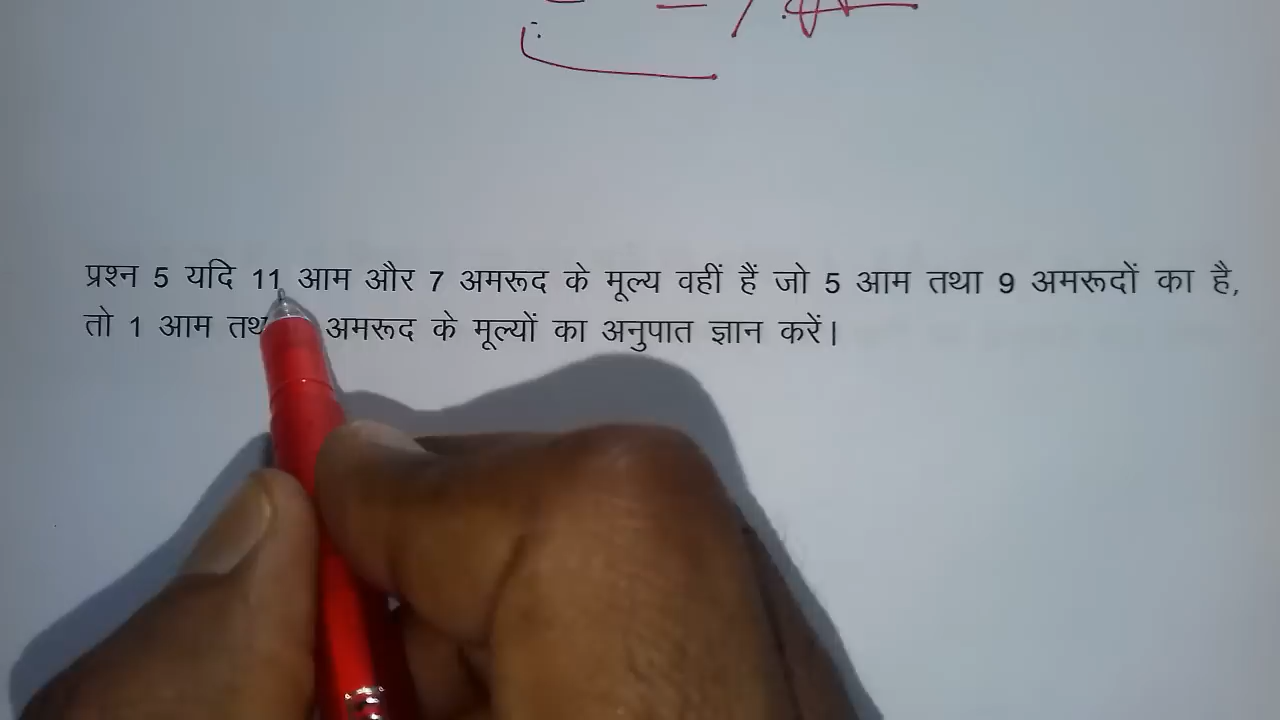 प्रश्न 5 यदि 11 आम और 7 अमरूद के मूल्य वहीं हैं जो 5 आम तथा 9 अमरूदों का है,
तो 1 आम अमरूद के मूल्यों का अनुपात ज्ञान करें।